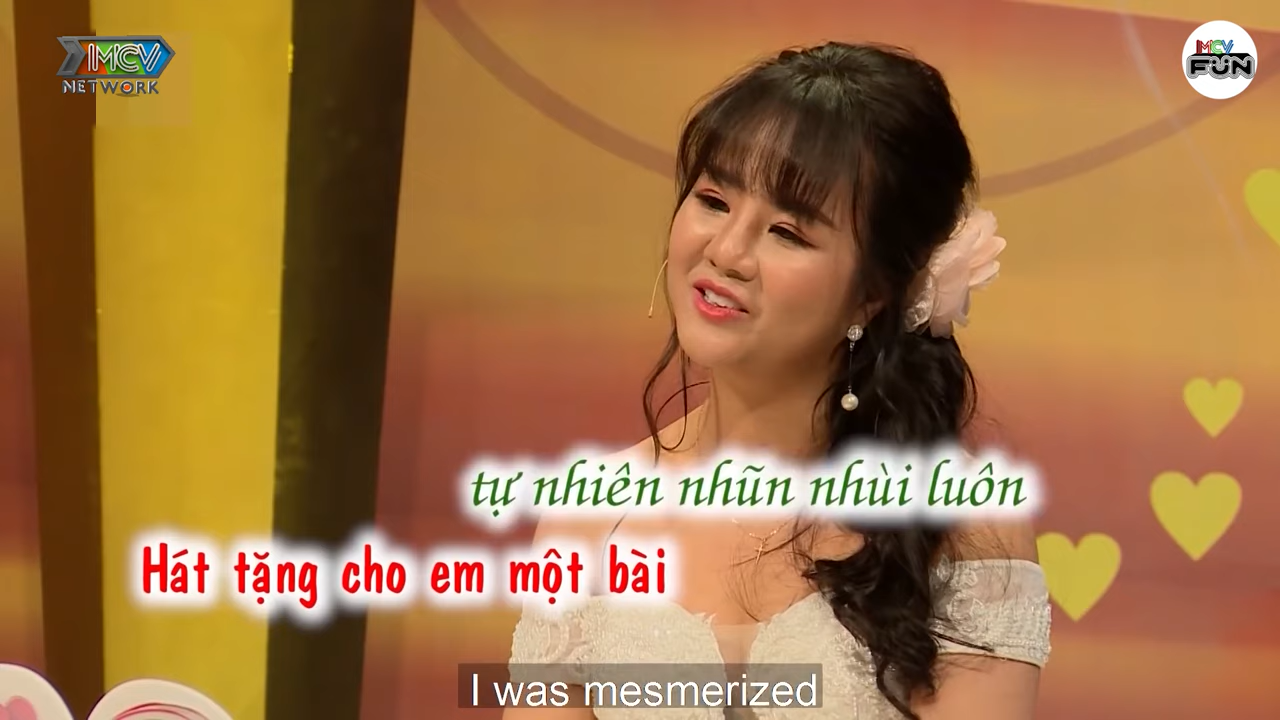 MCV
NETWORK
MCV
FUN
tự nhiên nhũn nhùi luôn
Hát tặng cho em một bài
I was mesmerized